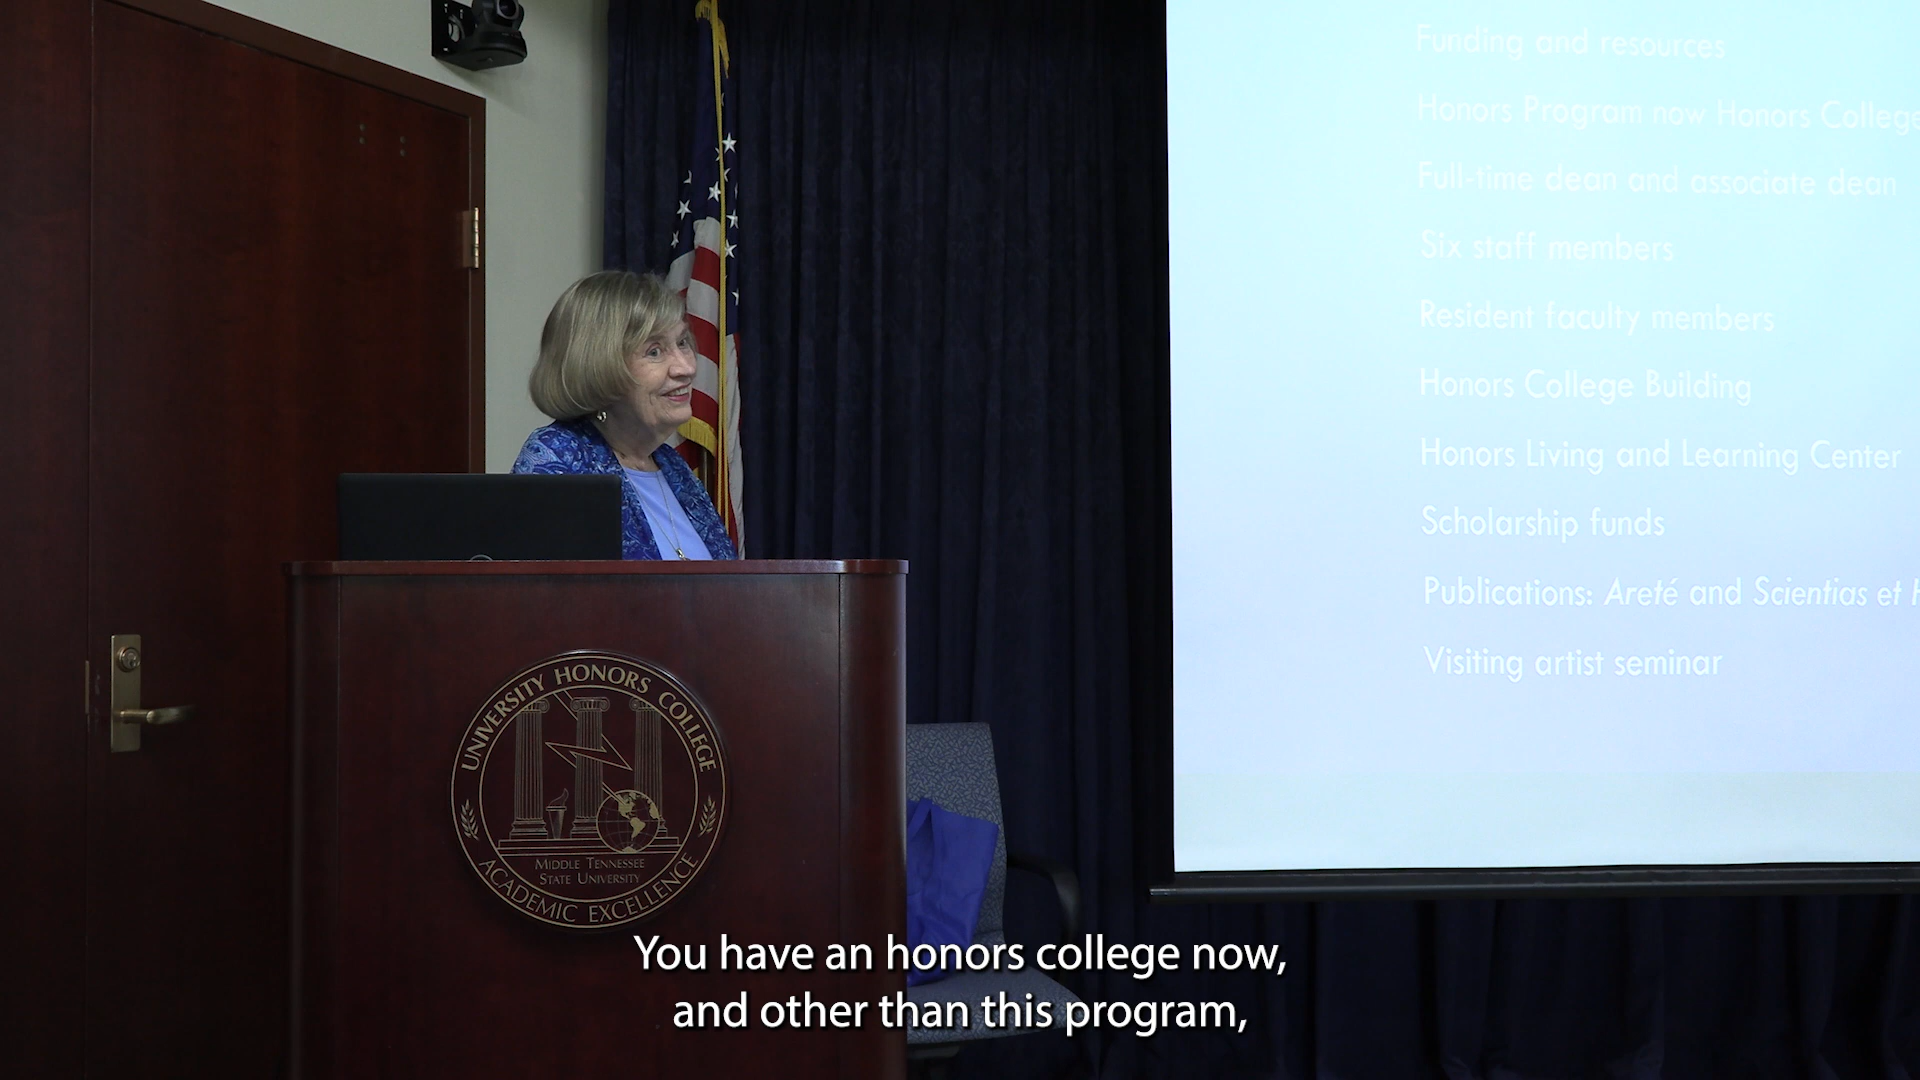 Funding and resources
Honors Program now Honors College
Full-time dean and associate dean
Six staff members
Resident faculty members
Honors College Building
Honors Living and Learning Center
Scholarship funds
Publications: Areté and Scientias et
Visiting artist seminar
UNIVERSITY HONORS COLLEGE
MIDDLE TENNESSEE
STATE UNIVERSITY
ACADEMIC EXCELLENCE
You have an honors college now,
and other than this program,